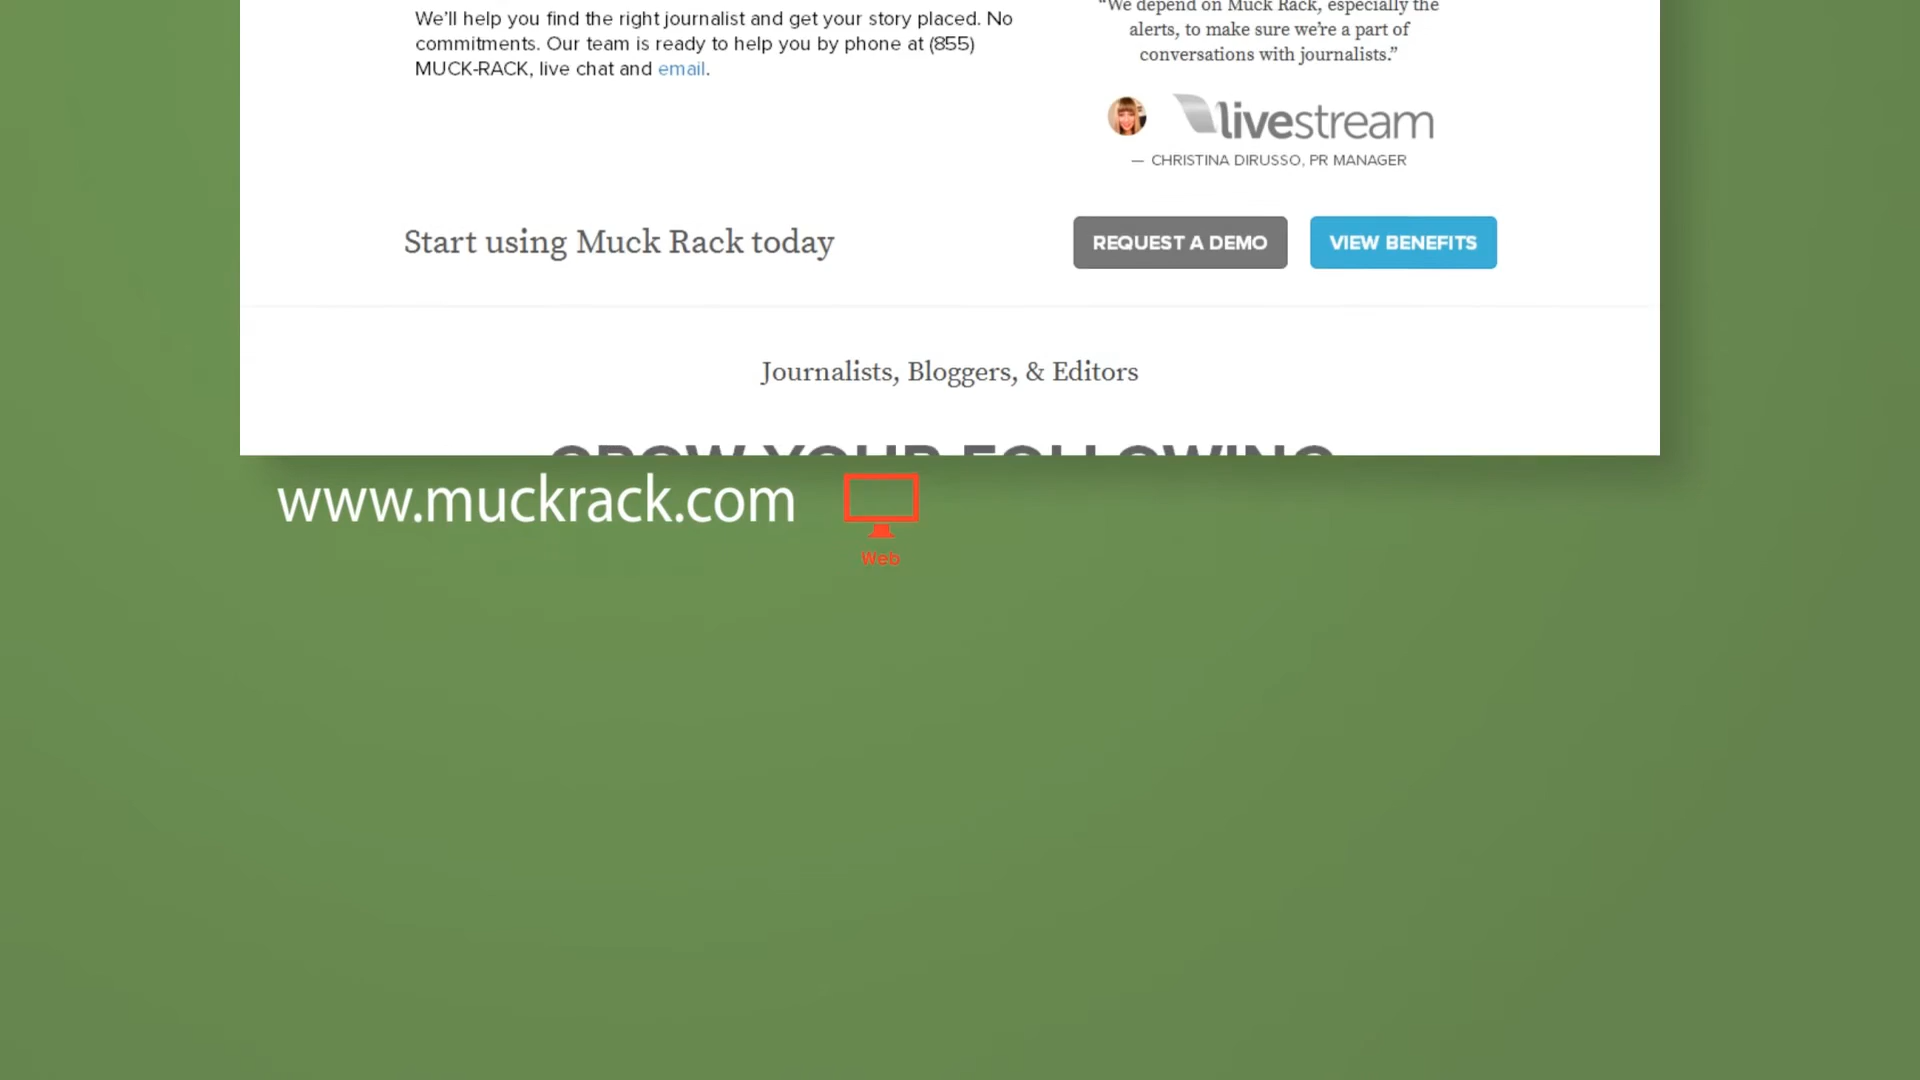 We’ll help you find the right journalist and get your story placed. No
commitments. Our team is ready to help you by phone at (855)
MUCK-RACK, live chat and email.
“We depend on Muck Rack, especially the
alerts, to make sure we’re a part of
conversations with journalists.”
livestream
— CHRISTINA DIRUSSO, PR MANAGER
Start using Muck Rack today
REQUEST A DEMO
VIEW BENEFITS
Journalists, Bloggers, & Editors
GROW YOUR FOLLOWING
www.muckrack.com
Web